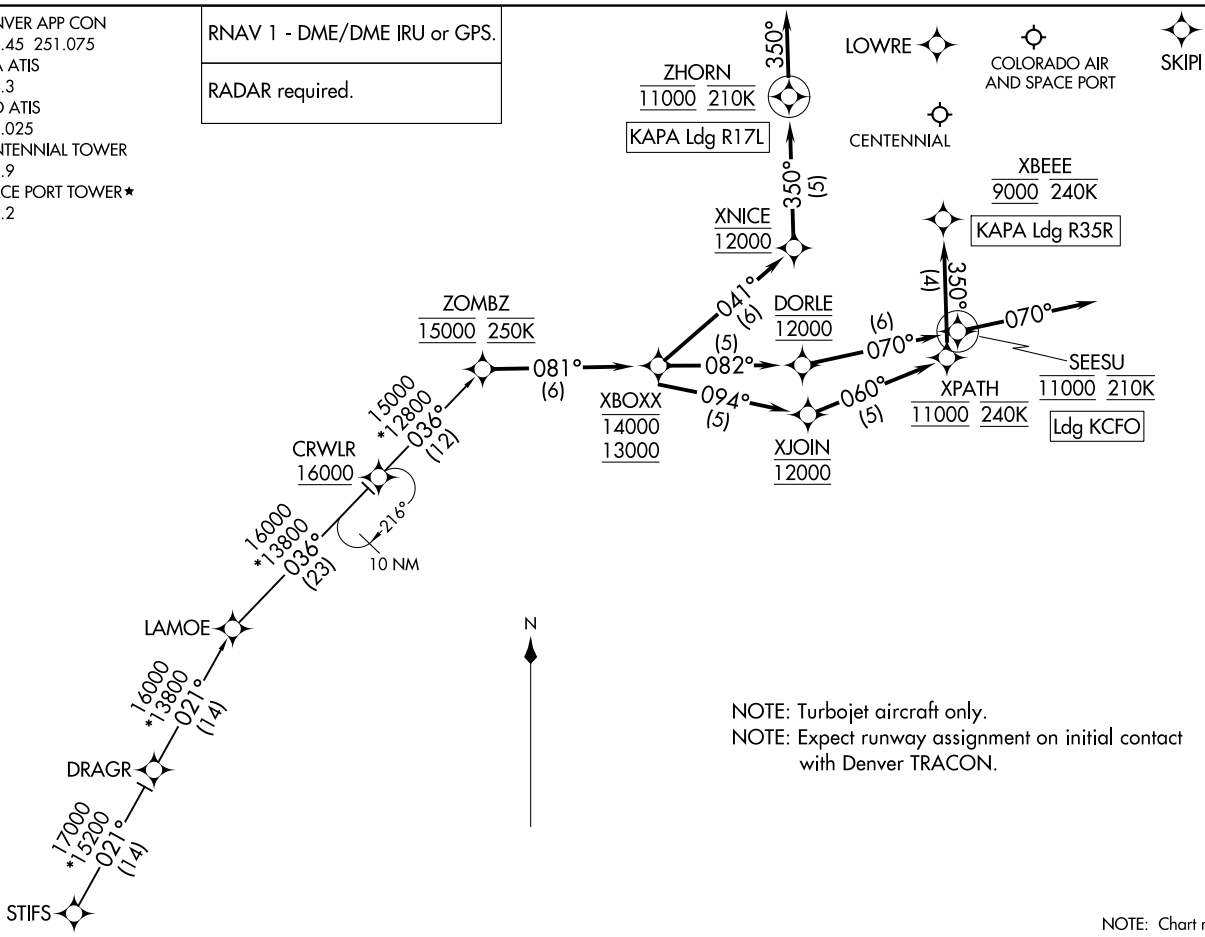 NVER APP CON
.45 251.075
A ATIS
.3
O ATIS
.025
NTENNIAL TOWER
.9
CE PORT TOWER★
.2
RNAV 1 - DME/DME IRU or GPS.
RADAR required.
350°
ZHORN
11000 210K
KAPA Ldg R17L
LOWRE
COLORADO AIR
AND SPACE PORT
SKIPI
CENTENNIAL
350°
(5)
XBEEE
9000 240K
KAPA Ldg R35R
XNICE
12000
041°
(6)
350°
(4)
ZOMBZ
15000 250K
DORLE
12000
(6)
070°
070°
081°
(6)
(5)
082°
XBOXX
14000
13000
094°
(5)
060°
(5)
XPATH
11000 240K
SEESU
11000 210K
Ldg KCFO
XJOIN
12000
15000
*12800
036°
(12)
CRWLR
16000
216°
10 NM
16000
*13800
036°
(23)
LAMOE
N
16000
*13800
021°
(14)
DRAGR
NOTE: Turbojet aircraft only.
NOTE: Expect runway assignment on initial contact
with Denver TRACON.
17000
*15200
021°
(14)
STIFS
NOTE: Chart